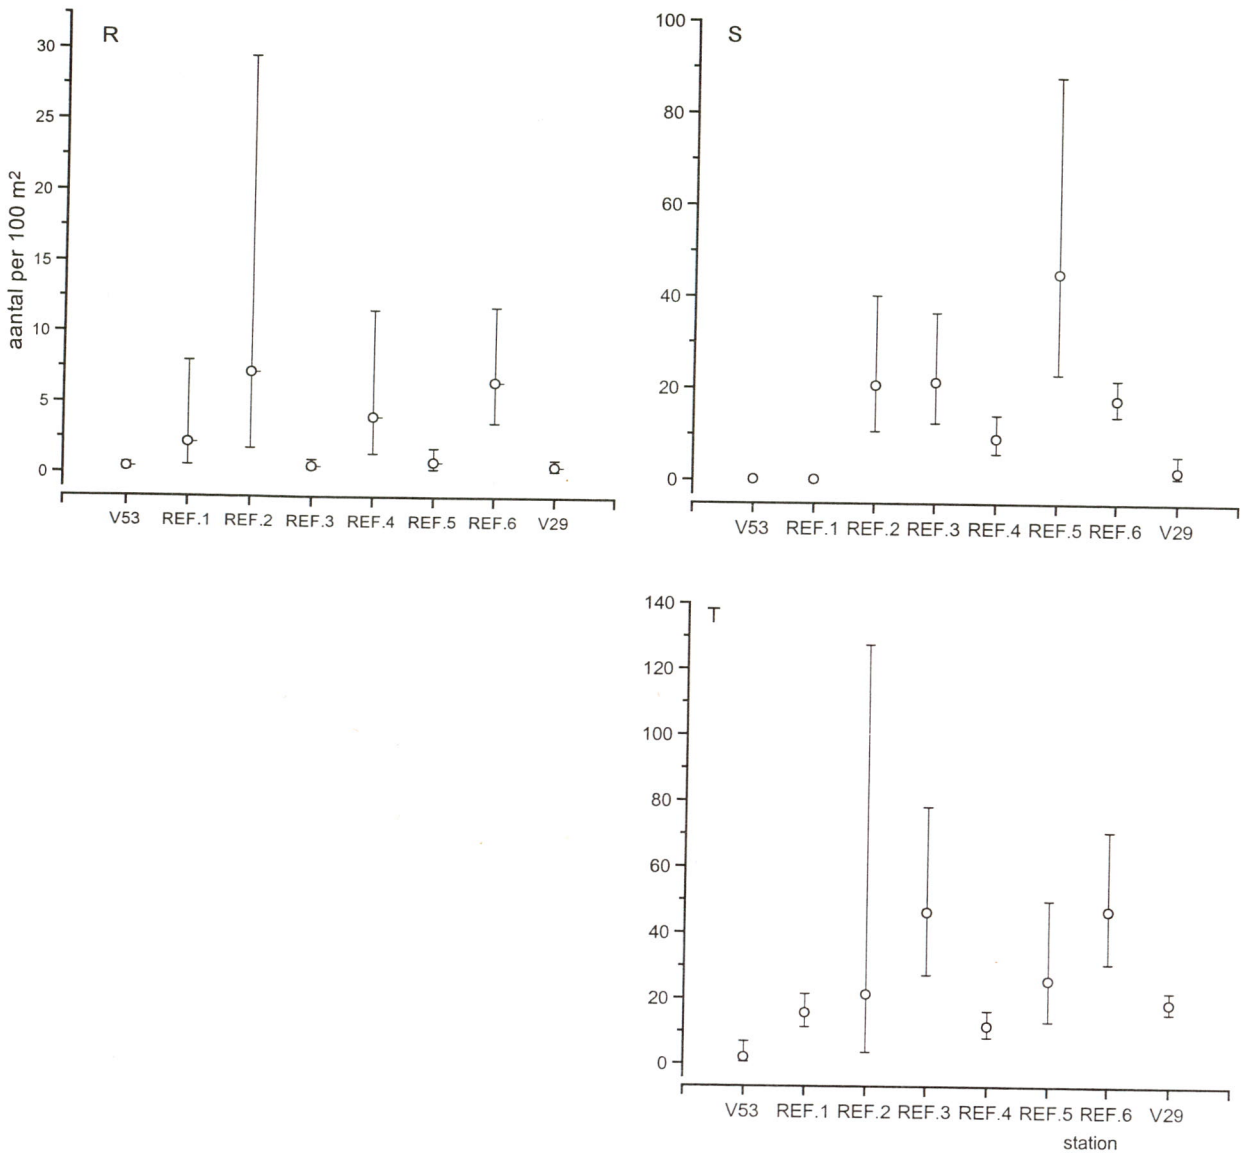 R
aantal per 100 m²
30
25
20
15
10
5
0
V53 REF.1 REF.2 REF.3 REF.4 REF.5 REF.6 V29
S
100
80
60
40
20
0
V53 REF.1 REF.2 REF.3 REF.4 REF.5 REF.6 V29
T
140
120
100
80
60
40
20
0
V53 REF.1 REF.2 REF.3 REF.4 REF.5 REF.6 V29
station